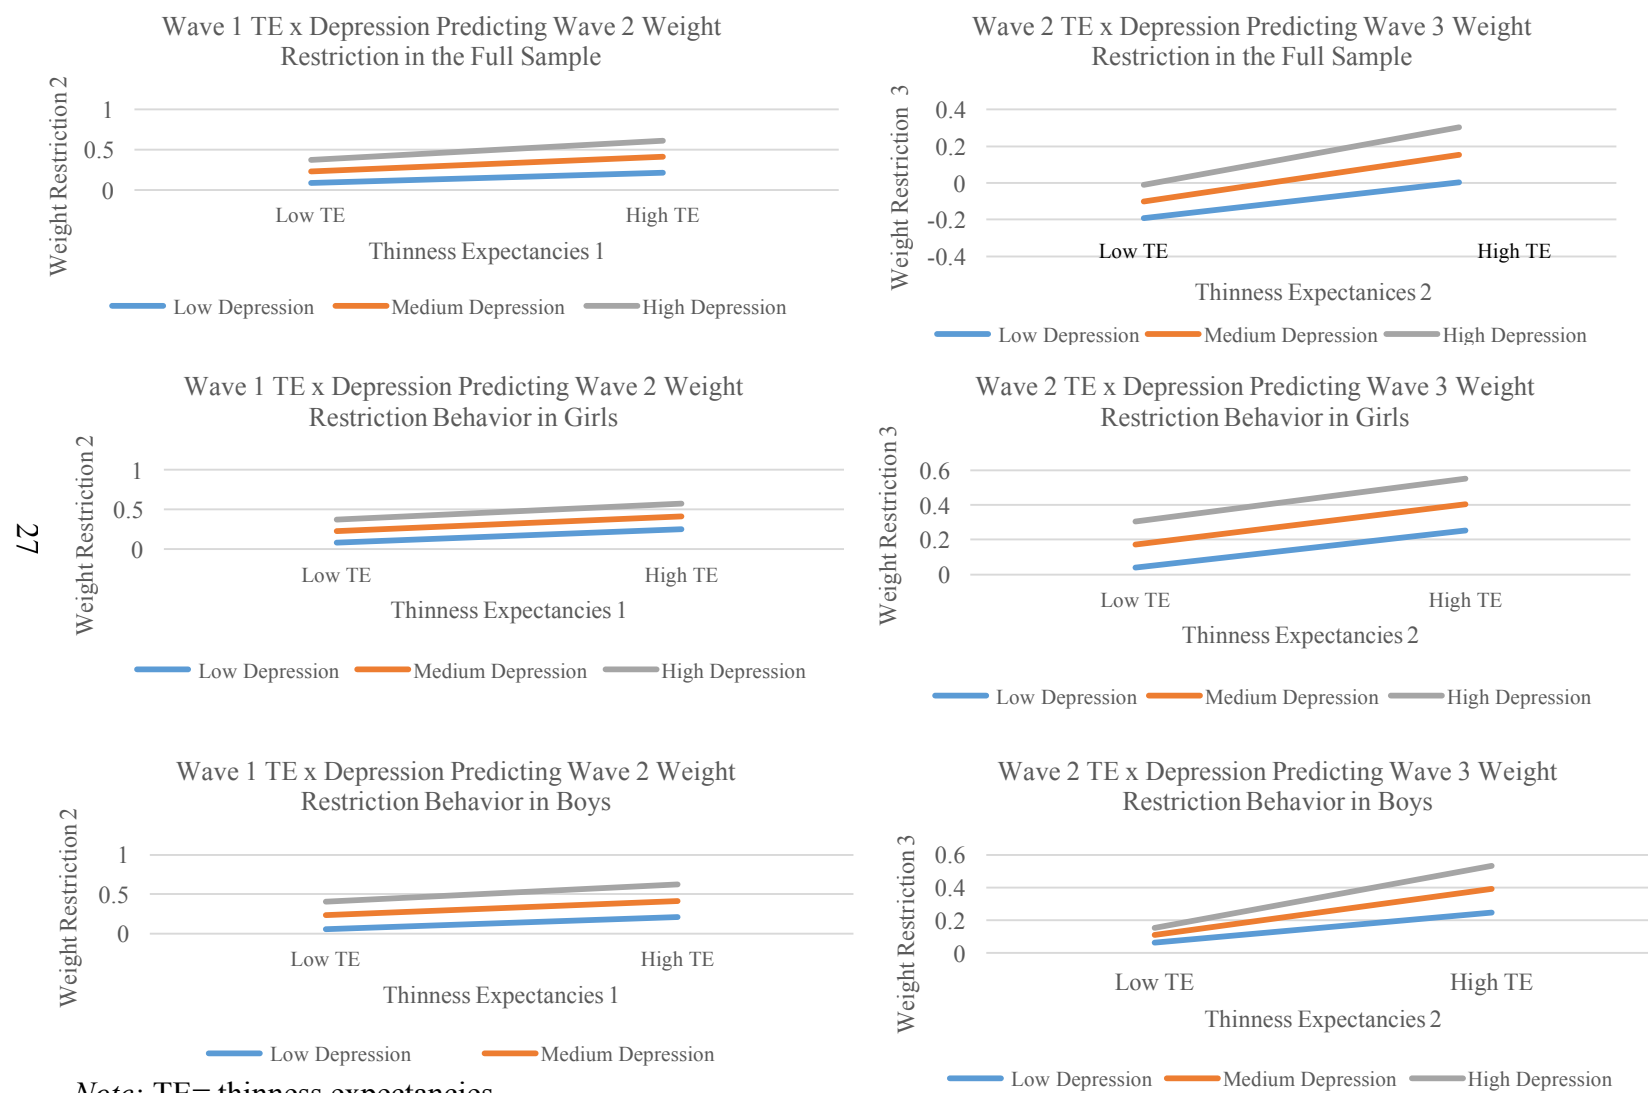 Wave 1 TE x Depression Predicting Wave 2 Weight
Restriction in the Full Sample
Weight Restriction 2
1
0.5
0
Low TE
High TE
Thinness Expectancies 1
Low Depression
Medium Depression
High Depression
Wave 2 TE x Depression Predicting Wave 3 Weight
Restriction in the Full Sample
Weight Restriction 3
0.4
0.2
0
-0.2
-0.4
Low TE
High TE
Thinness Expectanices 2
Low Depression
Medium Depression
High Depression
Wave 1 TE x Depression Predicting Wave 2 Weight
Restriction Behavior in Girls
Weight Restriction 2
1
0.5
0
Low TE
High TE
Thinness Expectancies 1
Low Depression
Medium Depression
High Depression
Wave 2 TE x Depression Predicting Wave 3 Weight
Restriction Behavior in Girls
Weight Restriction 3
0.6
0.4
0.2
0
Low TE
High TE
Thinness Expectancies 2
Low Depression
Medium Depression
High Depression
27
Wave 1 TE x Depression Predicting Wave 2 Weight
Restriction Behavior in Boys
Weight Restriction 2
1
0.5
0
Low TE
High TE
Thinness Expectancies 1
Low Depression
Medium Depression
Wave 2 TE x Depression Predicting Wave 3 Weight
Restriction Behavior in Boys
Weight Restriction 3
0.6
0.4
0.2
0
Low TE
High TE
Thinness Expectancies 2
Low Depression
Medium Depression
High Depression
Note: TE= thinness expectancies